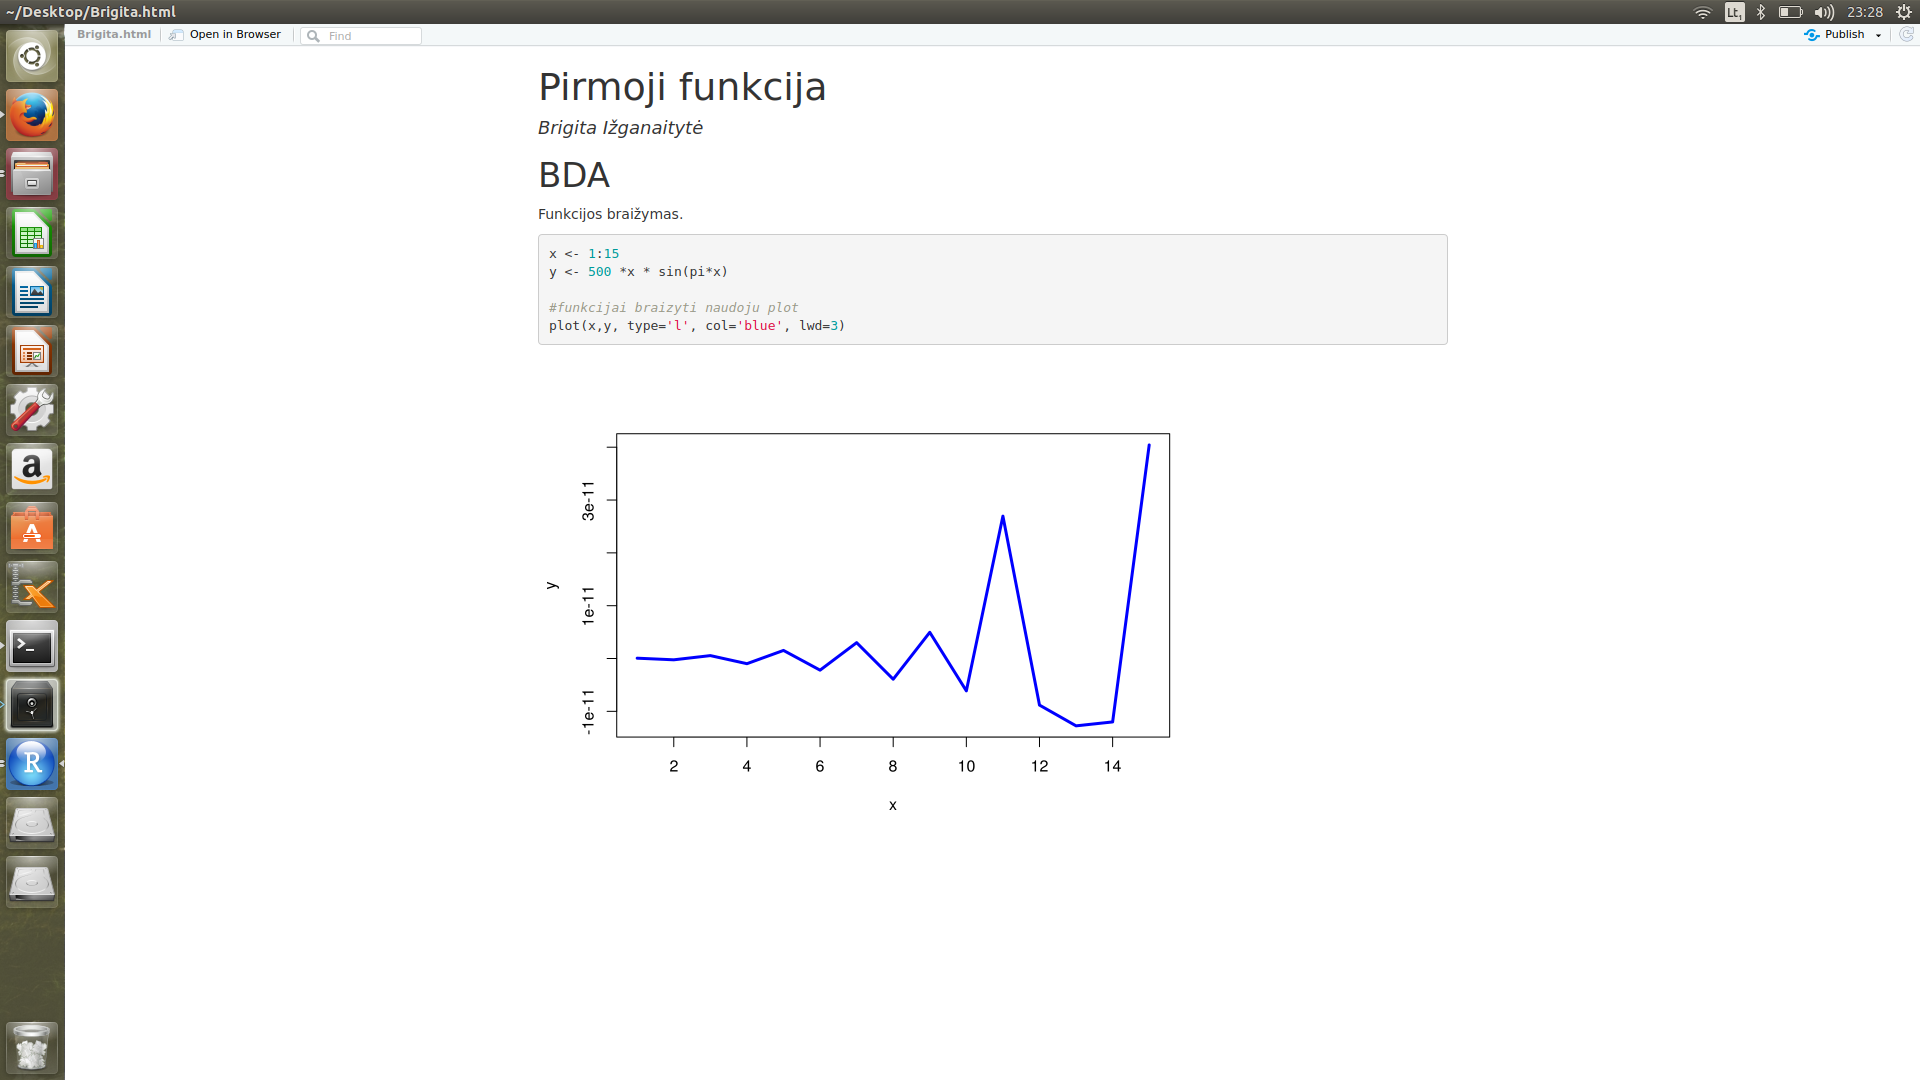 ~/Desktop/Brigita.html
Lt1
23:28
Brigita.html
Open in Browser
Find
Publish
Pirmoji funkcija
Brigita Ižganaitytė
BDA
Funkcijos braižymas.
x <- 1:15
y <- 500 *x * sin(pi*x)
#funkcijai braizyti naudoju plot
plot(x,y, type='l', col='blue', lwd=3)
3e-11
1e-11
-1e-11
y
2 4 6 8 10 12 14
x
a
A
>_
R